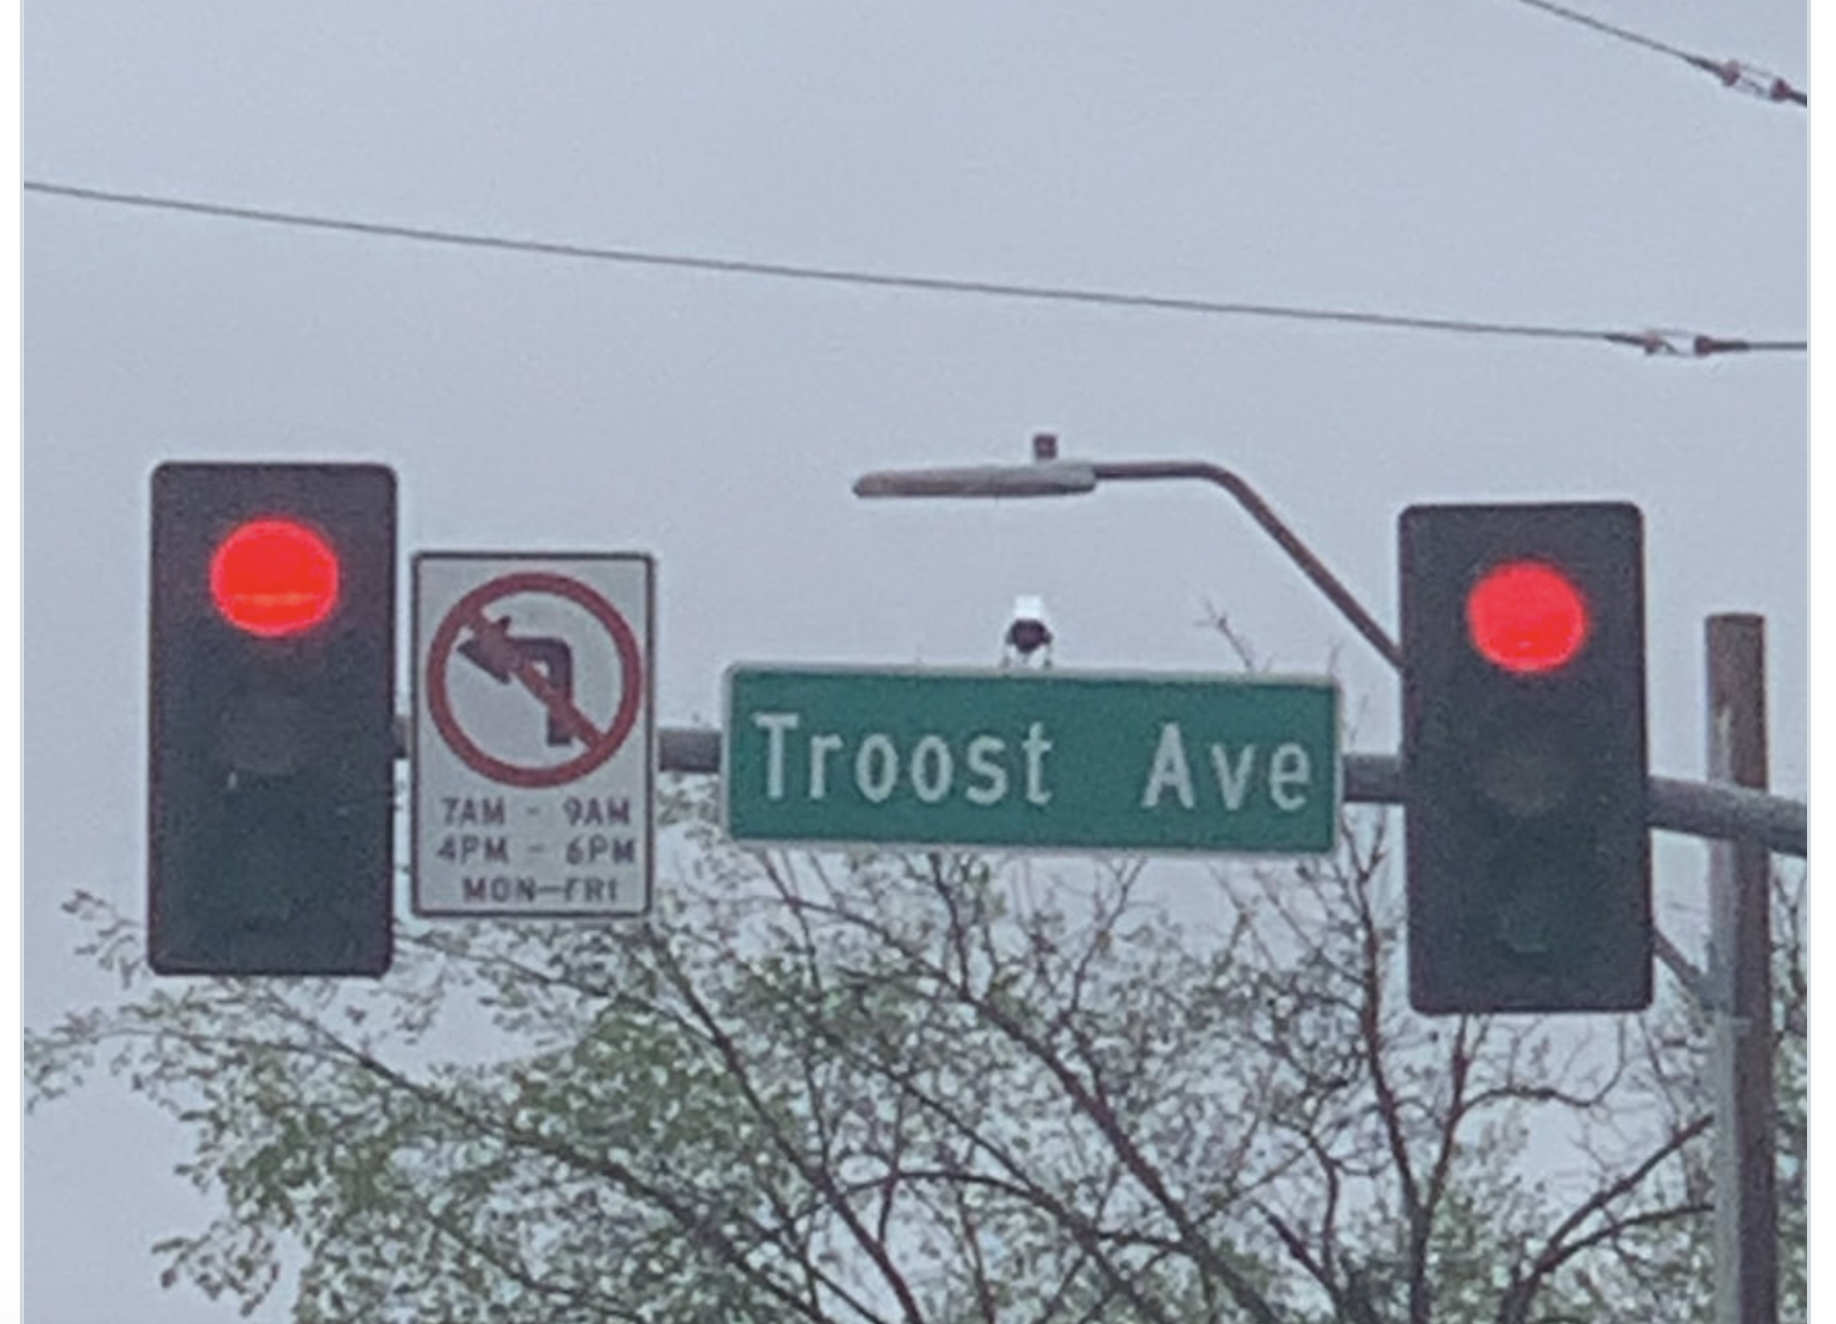 7AM - 9AM
4PM - 6PM
MON-FRI
Troost Ave